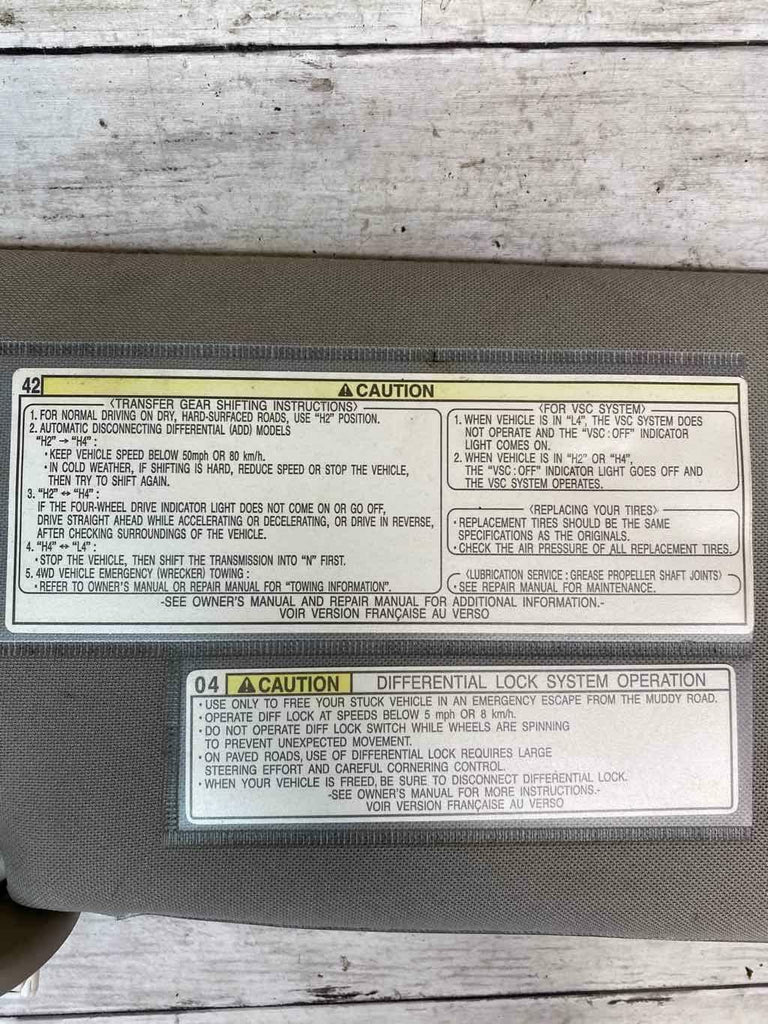 42 ⚠ CAUTION
〈TRANSFER GEAR SHIFTING INSTRUCTIONS〉
1. FOR NORMAL DRIVING ON DRY, HARD-SURFACED ROADS, USE "H2" POSITION.
2. AUTOMATIC DISCONNECTING DIFFERENTIAL (ADD) MODELS
"H2" → "H4" :
• KEEP VEHICLE SPEED BELOW 50mph OR 80 km/h.
• IN COLD WEATHER, IF SHIFTING IS HARD, REDUCE SPEED OR STOP THE VEHICLE,
THEN TRY TO SHIFT AGAIN.
3. "H2" ↔ "H4" :
IF THE FOUR-WHEEL DRIVE INDICATOR LIGHT DOES NOT COME ON OR GO OFF,
DRIVE STRAIGHT AHEAD WHILE ACCELERATING OR DECELERATING, OR DRIVE IN REVERSE,
AFTER CHECKING SURROUNDINGS OF THE VEHICLE.
4. "H4" ↔ "L4" :
• STOP THE VEHICLE, THEN SHIFT THE TRANSMISSION INTO "N" FIRST.
5. 4WD VEHICLE EMERGENCY (WRECKER) TOWING :
• REFER TO OWNER'S MANUAL OR REPAIR MANUAL FOR "TOWING INFORMATION".
〈FOR VSC SYSTEM〉
1. WHEN VEHICLE IS IN "L4", THE VSC SYSTEM DOES
NOT OPERATE AND THE "VSC : OFF" INDICATOR
LIGHT COMES ON.
2. WHEN VEHICLE IS IN "H2" OR "H4",
THE "VSC : OFF" INDICATOR LIGHT GOES OFF AND
THE VSC SYSTEM OPERATES.
〈REPLACING YOUR TIRES〉
• REPLACEMENT TIRES SHOULD BE THE SAME
SPECIFICATIONS AS THE ORIGINALS.
• CHECK THE AIR PRESSURE OF ALL REPLACEMENT TIRES.
〈LUBRICATION SERVICE : GREASE PROPELLER SHAFT JOINTS〉
• SEE REPAIR MANUAL FOR MAINTENANCE.
-SEE OWNER'S MANUAL AND REPAIR MANUAL FOR ADDITIONAL INFORMATION.-
VOIR VERSION FRANÇAISE AU VERSO
04 ⚠ CAUTION DIFFERENTIAL LOCK SYSTEM OPERATION
• USE ONLY TO FREE YOUR STUCK VEHICLE IN AN EMERGENCY ESCAPE FROM THE MUDDY ROAD.
• OPERATE DIFF LOCK AT SPEEDS BELOW 5 mph OR 8 km/h.
• DO NOT OPERATE DIFF LOCK SWITCH WHILE WHEELS ARE SPINNING
TO PREVENT UNEXPECTED MOVEMENT.
• ON PAVED ROADS, USE OF DIFFERENTIAL LOCK REQUIRES LARGE
STEERING EFFORT AND CAREFUL CORNERING CONTROL.
• WHEN YOUR VEHICLE IS FREED, BE SURE TO DISCONNECT DIFFERENTIAL LOCK.
-SEE OWNER'S MANUAL FOR MORE INSTRUCTIONS.-
VOIR VERSION FRANÇAISE AU VERSO